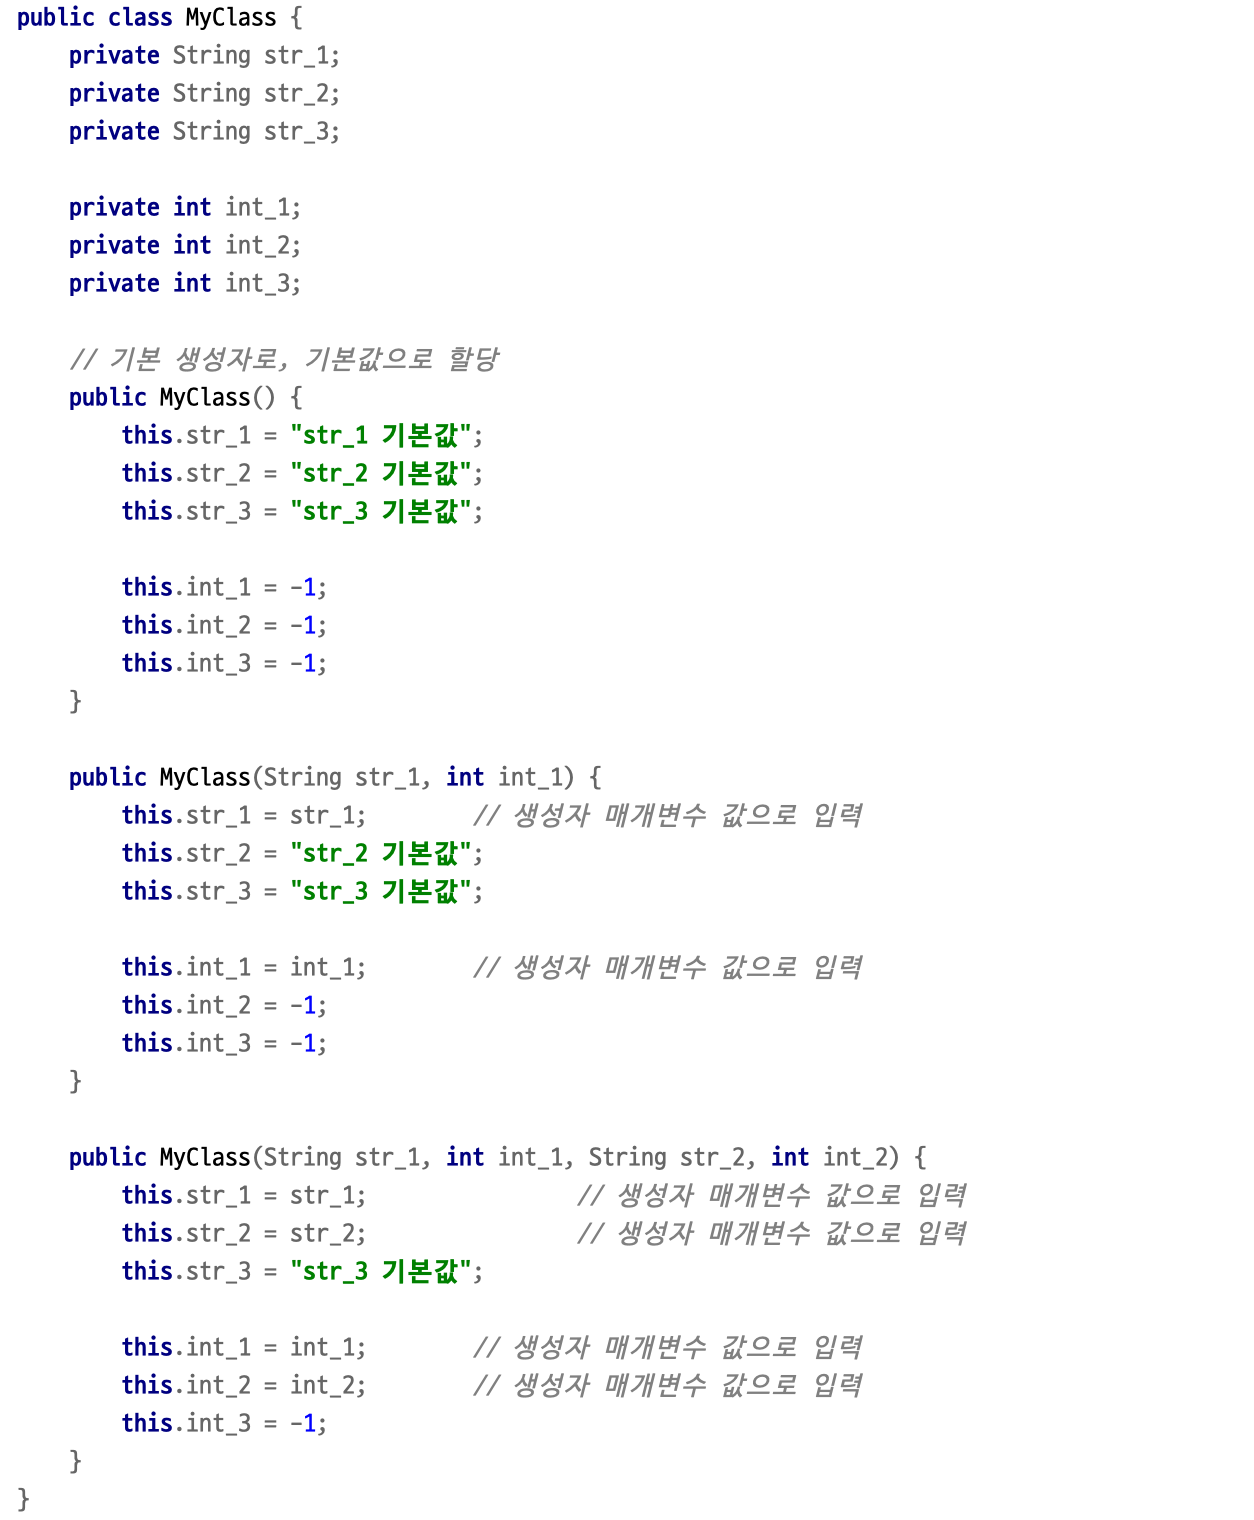 public class MyClass {
    private String str_1;
    private String str_2;
    private String str_3;

    private int int_1;
    private int int_2;
    private int int_3;

    // 기본 생성자로, 기본값으로 할당
    public MyClass() {
        this.str_1 = "str_1 기본값";
        this.str_2 = "str_2 기본값";
        this.str_3 = "str_3 기본값";

        this.int_1 = -1;
        this.int_2 = -1;
        this.int_3 = -1;
    }

    public MyClass(String str_1, int int_1) {
        this.str_1 = str_1;        // 생성자 매개변수 값으로 입력
        this.str_2 = "str_2 기본값";
        this.str_3 = "str_3 기본값";

        this.int_1 = int_1;        // 생성자 매개변수 값으로 입력
        this.int_2 = -1;
        this.int_3 = -1;
    }

    public MyClass(String str_1, int int_1, String str_2, int int_2) {
        this.str_1 = str_1;                // 생성자 매개변수 값으로 입력
        this.str_2 = str_2;                // 생성자 매개변수 값으로 입력
        this.str_3 = "str_3 기본값";

        this.int_1 = int_1;        // 생성자 매개변수 값으로 입력
        this.int_2 = int_2;        // 생성자 매개변수 값으로 입력
        this.int_3 = -1;
    }
}